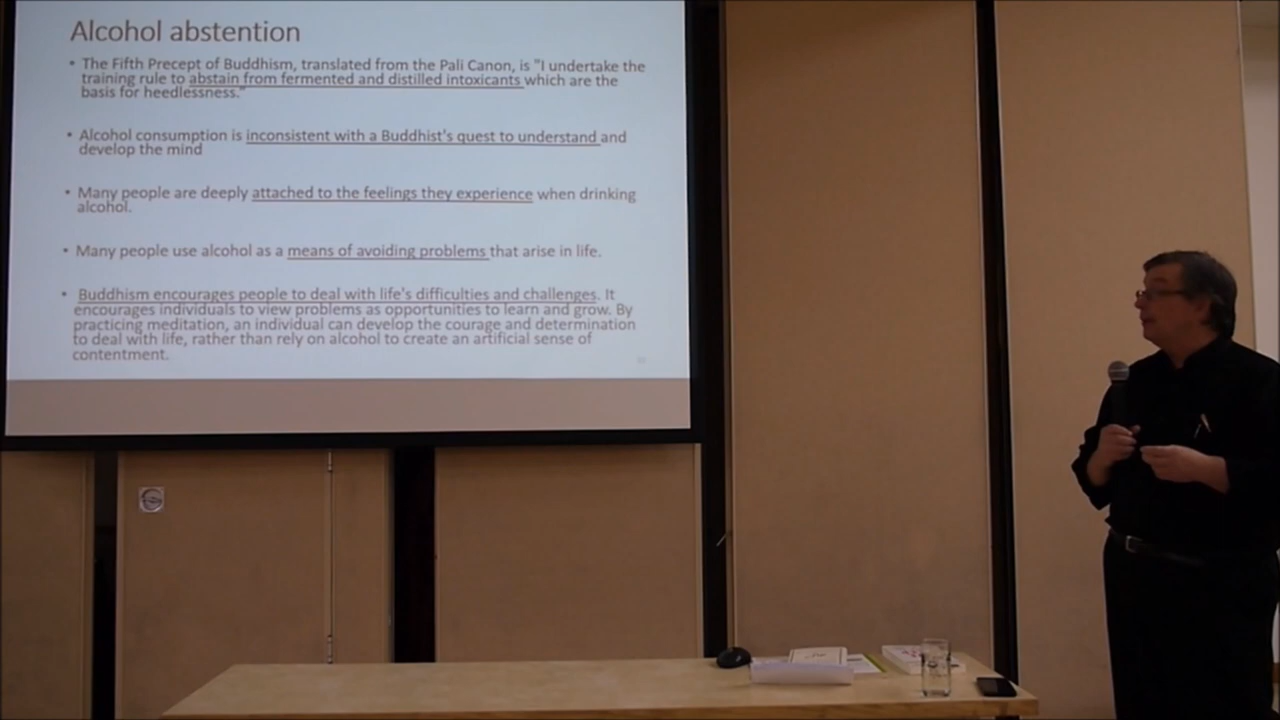 Alcohol abstention
• The Fifth Precept of Buddhism, translated from the Pali Canon, is "I undertake the
training rule to abstain from fermented and distilled intoxicants which are the
basis for heedlessness."
• Alcohol consumption is inconsistent with a Buddhist's quest to understand and
develop the mind
• Many people are deeply attached to the feelings they experience when drinking
alcohol.
• Many people use alcohol as a means of avoiding problems that arise in life.
• Buddhism encourages people to deal with life's difficulties and challenges. It
encourages individuals to view problems as opportunities to learn and grow. By
practicing meditation, an individual can develop the courage and determination
to deal with life, rather than rely on alcohol to create an artificial sense of
contentment.